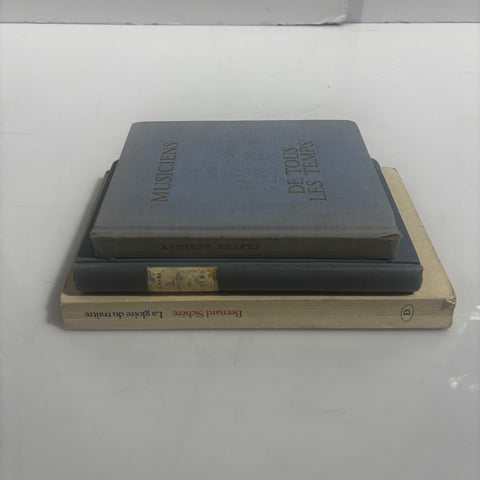 MUSICIENS
DE TOUS
LES TEMPS
CLAUDE DEBUSSY
Bernard Sichère La gloire du traître
D